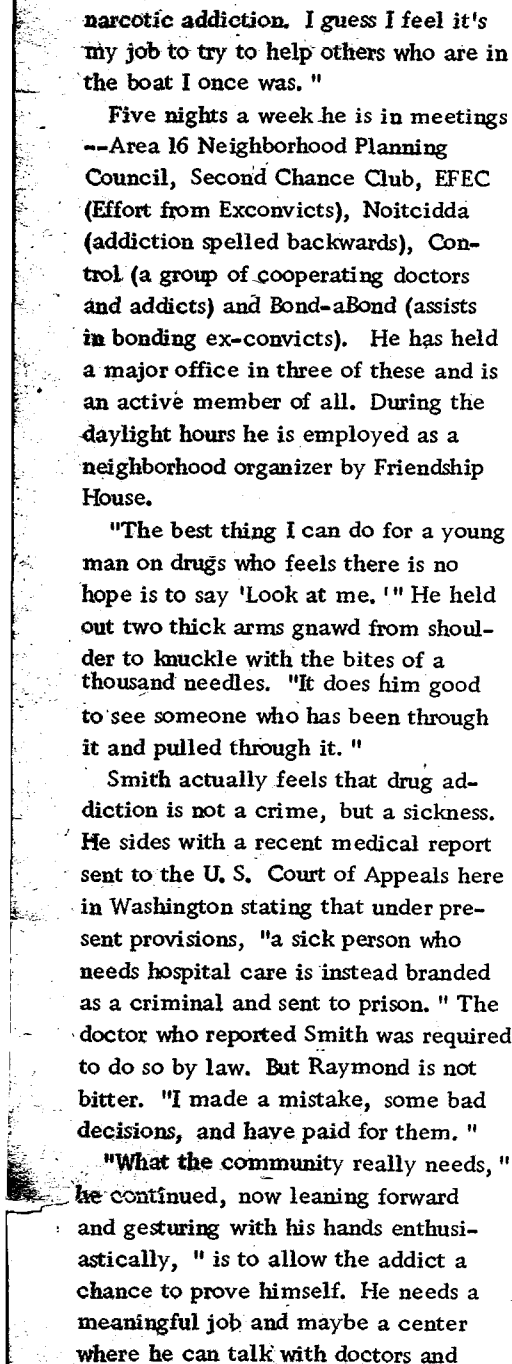 narcotic addiction. I guess I feel it's
my job to try to help others who are in
the boat I once was. "
Five nights a week he is in meetings
--Area 16 Neighborhood Planning
Council, Second Chance Club, EFEC
(Effort from Exconvicts), Noitcidda
(addiction spelled backwards), Con-
trol (a group of cooperating doctors
and addicts) and Bond-aBond (assists
in bonding ex-convicts). He has held
a major office in three of these and is
an active member of all. During the
daylight hours he is employed as a
neighborhood organizer by Friendship
House.
"The best thing I can do for a young
man on drugs who feels there is no
hope is to say 'Look at me. '" He held
out two thick arms gnawd from shoul-
der to knuckle with the bites of a
thousand needles. "It does him good
to see someone who has been through
it and pulled through it. "
Smith actually feels that drug ad-
diction is not a crime, but a sickness.
He sides with a recent medical report
sent to the U. S. Court of Appeals here
in Washington stating that under pre-
sent provisions, "a sick person who
needs hospital care is instead branded
as a criminal and sent to prison. " The
doctor who reported Smith was required
to do so by law. But Raymond is not
bitter. "I made a mistake, some bad
decisions, and have paid for them. "
"What the community really needs, "
he continued, now leaning forward
and gesturing with his hands enthusi-
astically, " is to allow the addict a
chance to prove himself. He needs a
meaningful job and maybe a center
where he can talk with doctors and